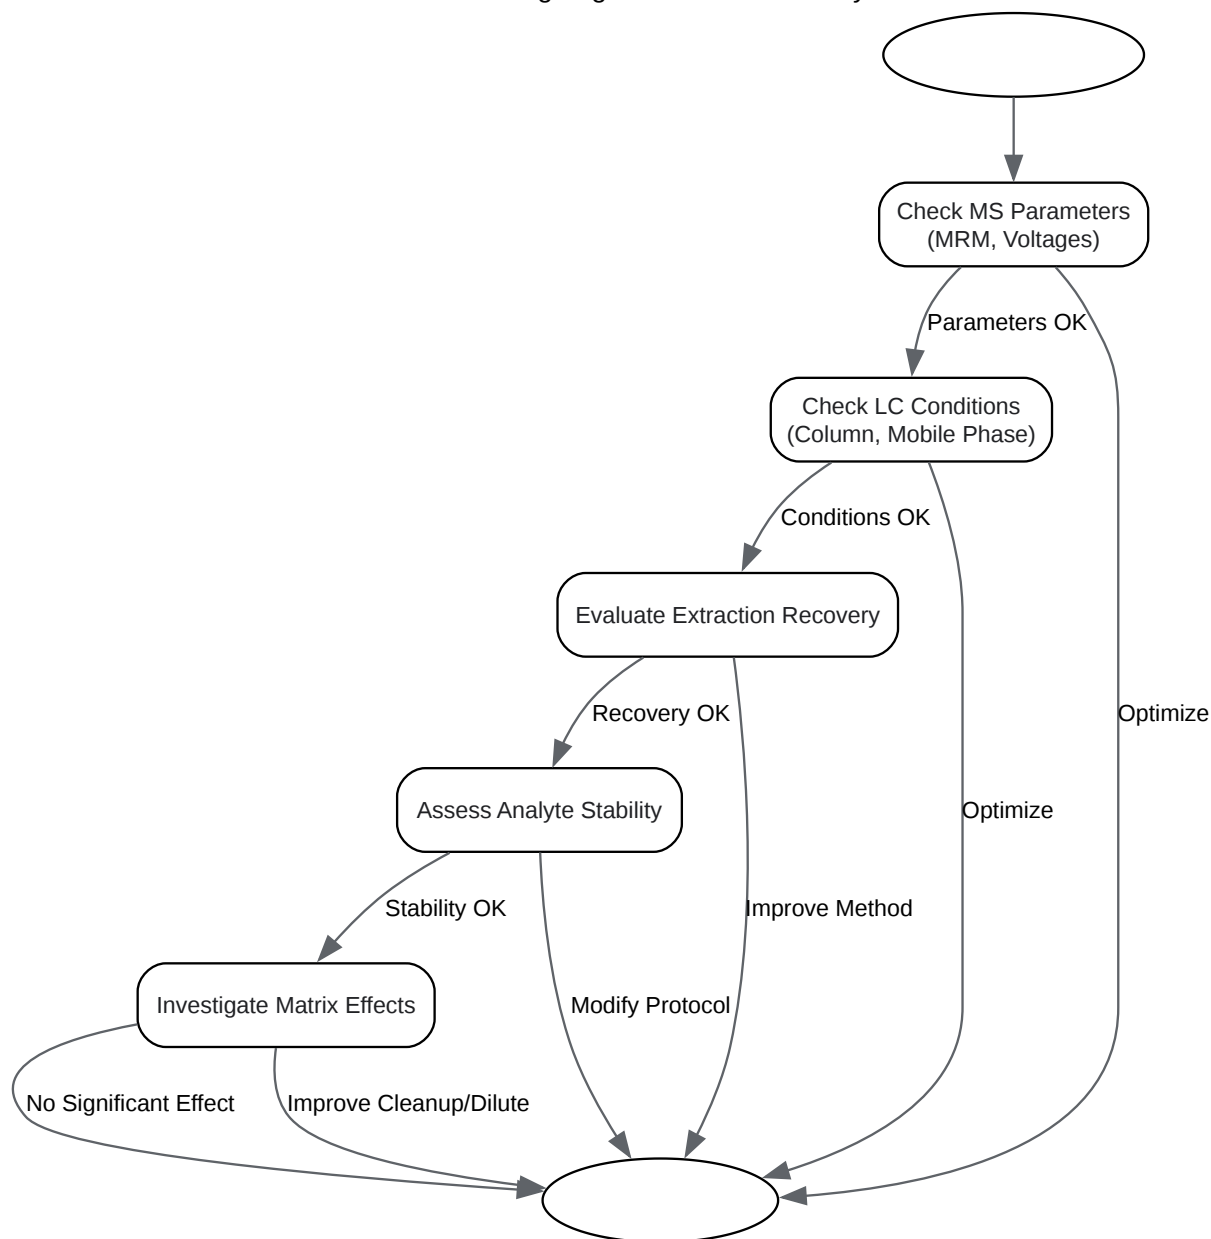 Check MS Parameters
(MRM, Voltages)
Parameters OK
Check LC Conditions
(Column, Mobile Phase)
Conditions OK
Evaluate Extraction Recovery
Recovery OK
Optimize
Assess Analyte Stability
Optimize
Stability OK
Improve Method
Investigate Matrix Effects
Modify Protocol
No Significant Effect
Improve Cleanup/Dilute